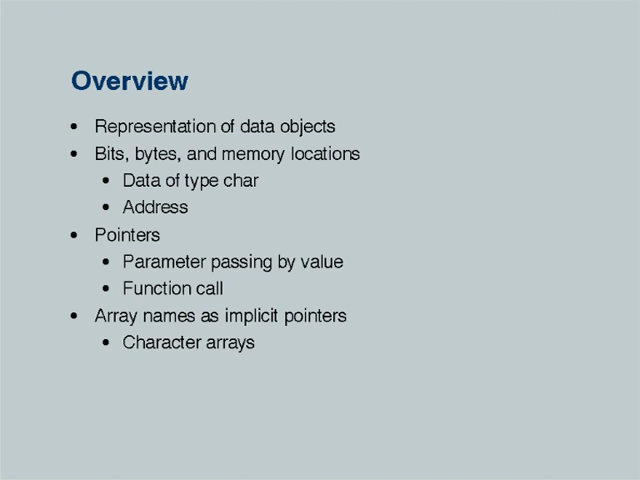 Overview
• Representation of data objects
• Bits, bytes, and memory locations
• Data of type char
• Address
• Pointers
• Parameter passing by value
• Function call
• Array names as implicit pointers
• Character arrays